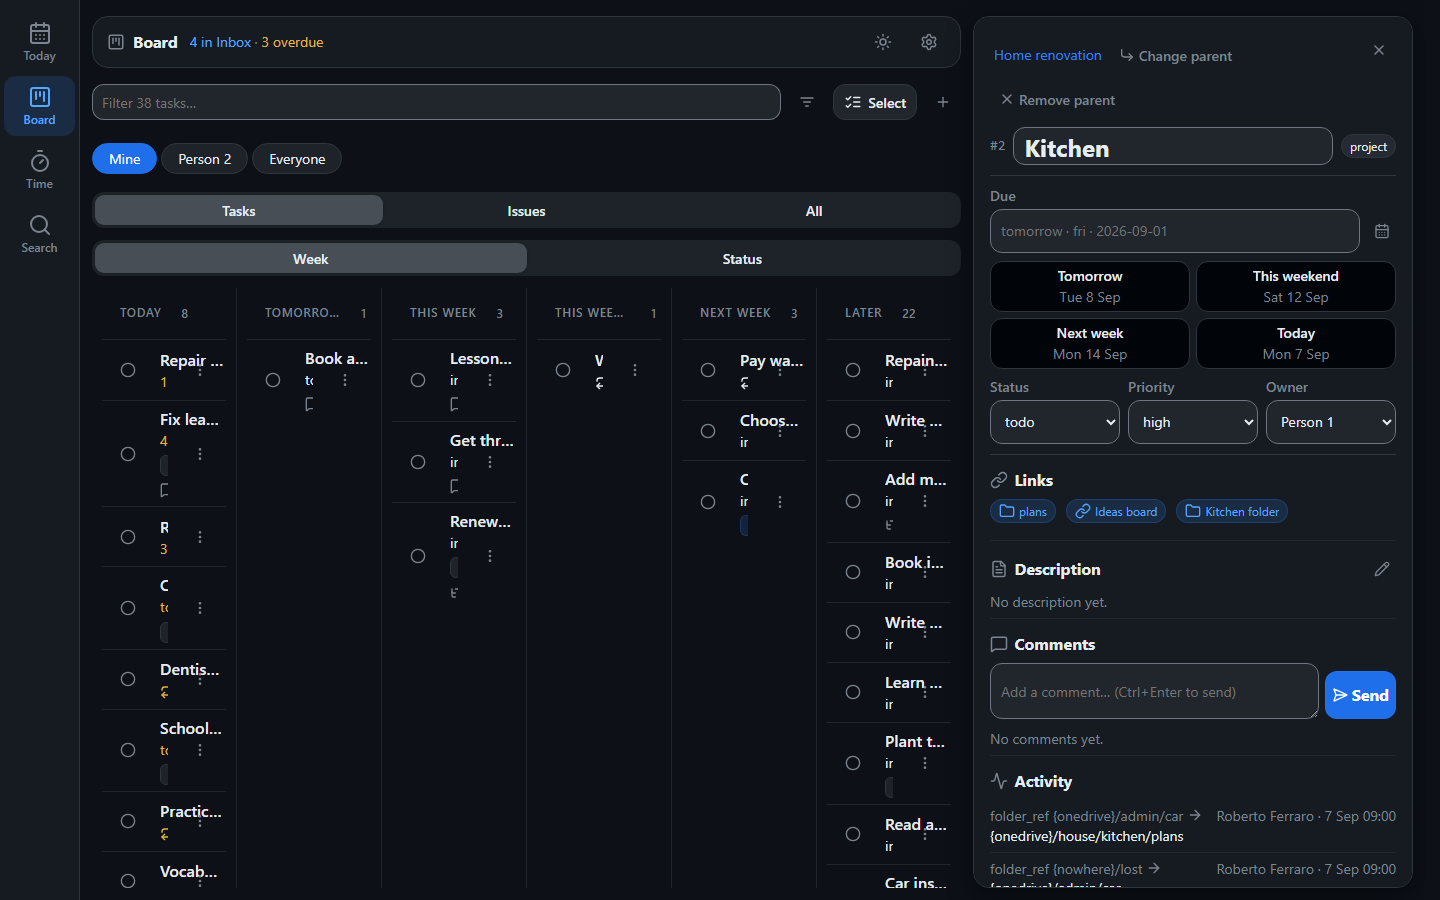 Today
Board
Time
Search
Board 4 in Inbox · 3 overdue
Filter 38 tasks...
Select
Mine Person 2 Everyone
Tasks Issues All
Week Status
TODAY 8
Repair ...
1
Fix lea...
4
R
3
C
Dentis...
School...
Practic...
Vocab...
TOMORRO... 1
Book a...
THIS WEEK 3
Lesson...
Get thr...
Renew...
THIS WEE... 1
NEXT WEEK 3
Pay wa...
Choos...
C
LATER 22
Repain...
Write ...
Add m...
Book i...
Write ...
Learn ...
Plant t...
Read a...
Car ins...
Home renovation Change parent
Remove parent
#2 Kitchen project
Due
tomorrow · fri · 2026-09-01
Tomorrow
Tue 8 Sep
This weekend
Sat 12 Sep
Next week
Mon 14 Sep
Today
Mon 7 Sep
Status Priority Owner
todo high Person 1
Links
plans Ideas board Kitchen folder
Description
No description yet.
Comments
Add a comment... (Ctrl+Enter to send)
Send
No comments yet.
Activity
folder_ref {onedrive}/admin/car → Roberto Ferraro · 7 Sep 09:00
{onedrive}/house/kitchen/plans
folder_ref {nowhere}/lost → Roberto Ferraro · 7 Sep 09:00
{onedrive}/admin/car